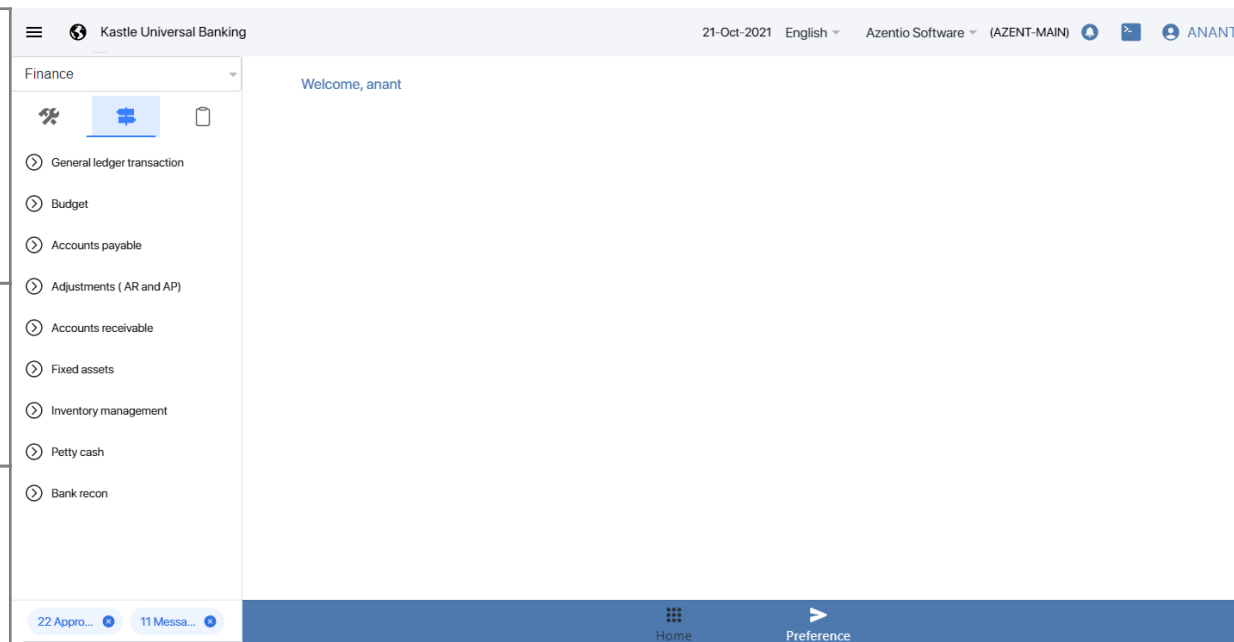 Kastle Universal Banking
21-Oct-2021 English Azentio Software (AZENT-MAIN) ANANT
Finance
Welcome, anant
General ledger transaction
Budget
Accounts payable
Adjustments ( AR and AP)
Accounts receivable
Fixed assets
Inventory management
Petty cash
Bank recon
22 Appro... 11 Messa...
Home Preference